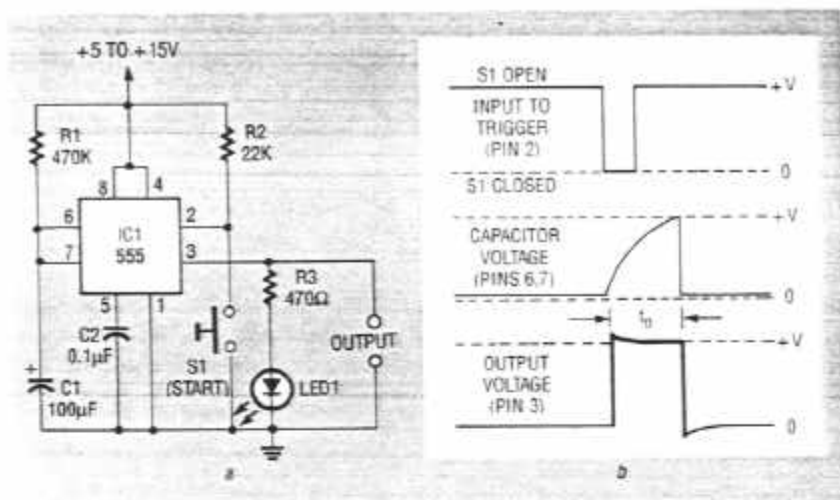 +5 TO +15V
R1
470K
R2
22K
8
4
6
2
IC1
555
7
3
5
1
R3
470Ω
C2
0.1µF
S1
(START)
OUTPUT
LED1
+
C1
100µF
a
S1 OPEN
+V
INPUT TO
TRIGGER
(PIN 2)
0
S1 CLOSED
+V
CAPACITOR
VOLTAGE
(PINS 6,7)
0
+V
OUTPUT
VOLTAGE
(PIN 3)
0
b